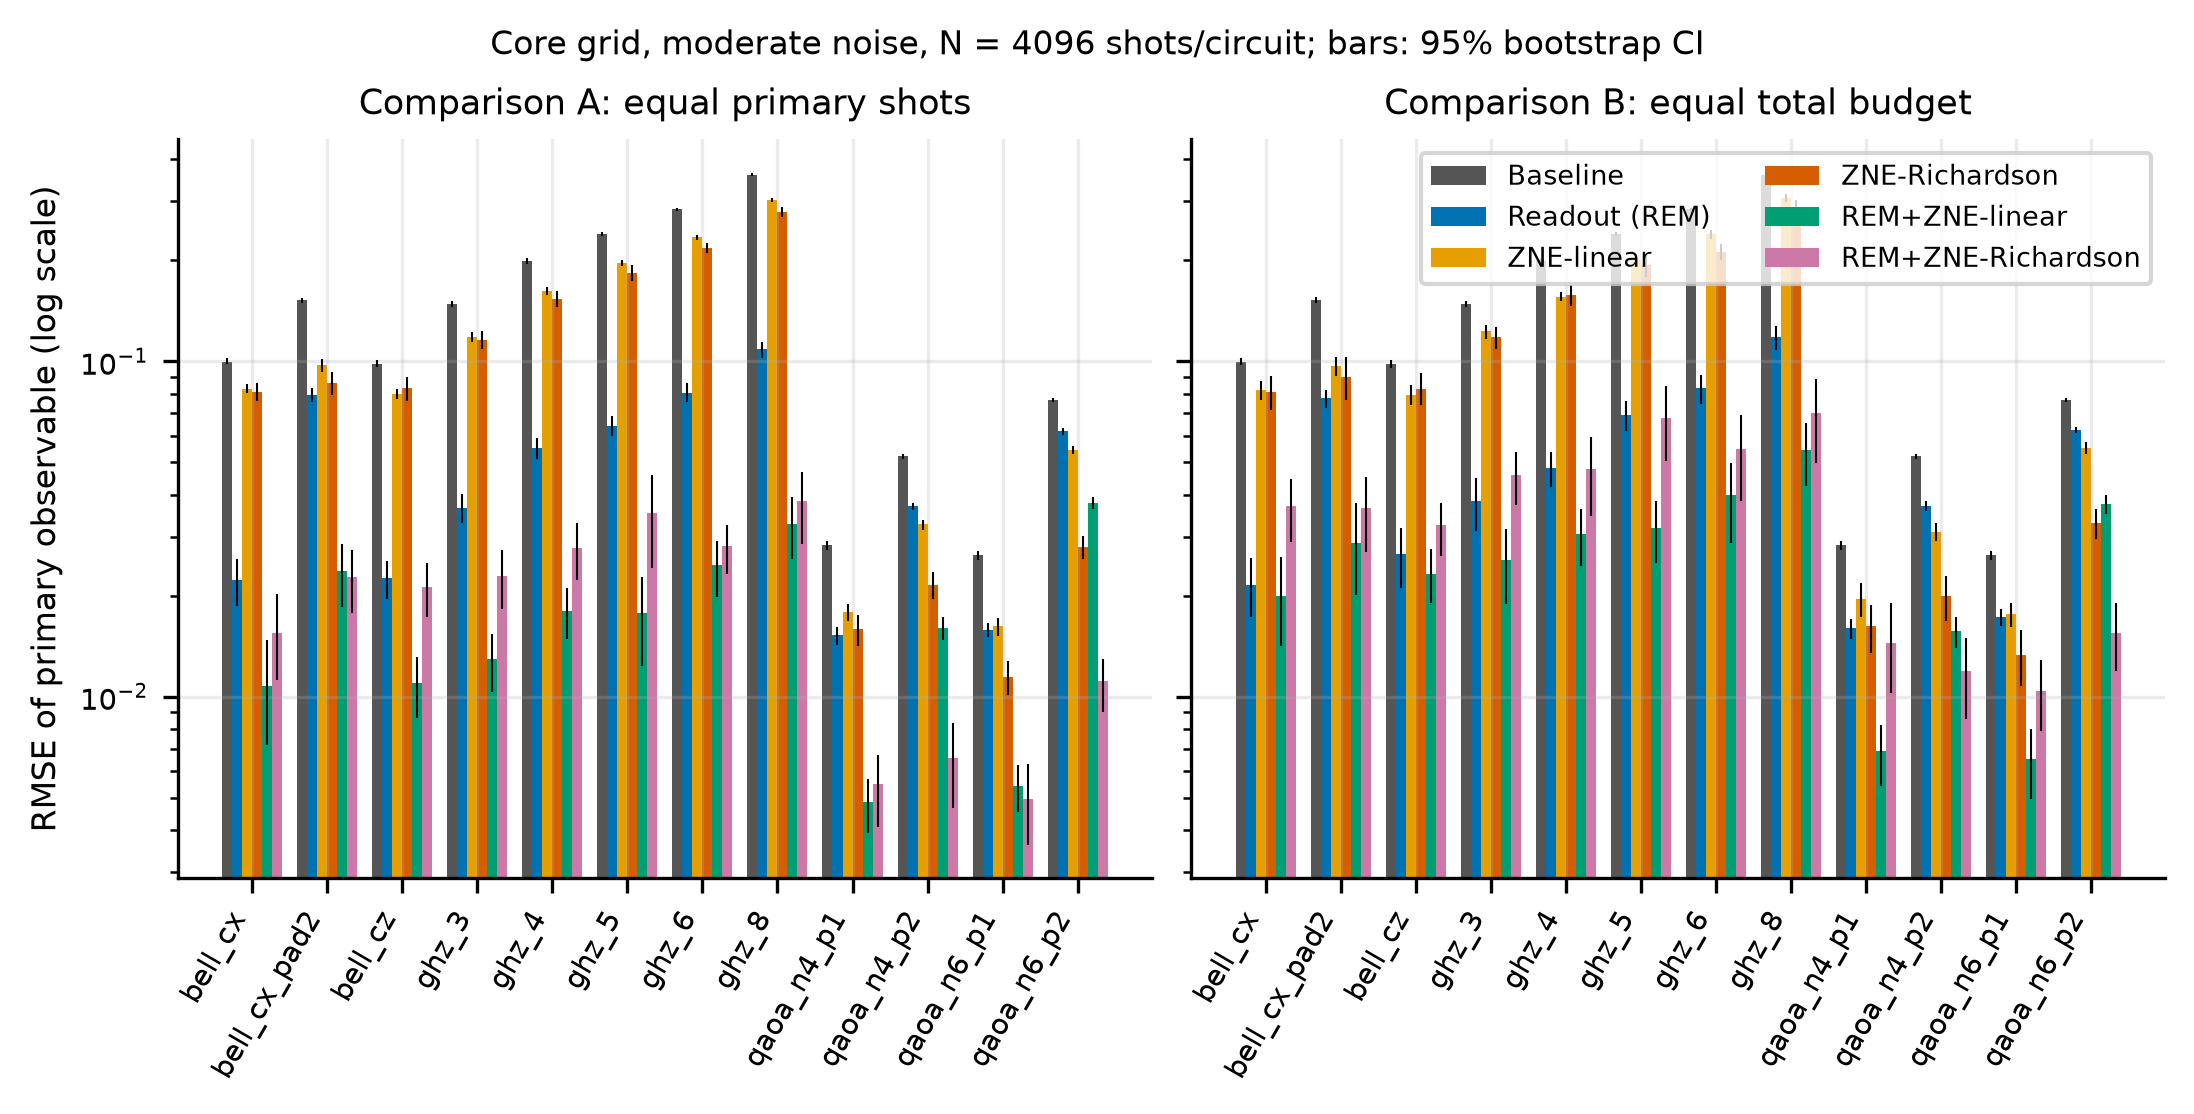 Core grid, moderate noise, N = 4096 shots/circuit; bars: 95% bootstrap CI
Comparison A: equal primary shots
RMSE of primary observable (log scale)
10⁻¹
10⁻²
bell_cx
bell_cx_pad2
bell_cz
ghz_3
ghz_4
ghz_5
ghz_6
ghz_8
qaoa_n4_p1
qaoa_n4_p2
qaoa_n6_p1
qaoa_n6_p2
Comparison B: equal total budget
Baseline
Readout (REM)
ZNE-linear
ZNE-Richardson
REM+ZNE-linear
REM+ZNE-Richardson
bell_cx
bell_cx_pad2
bell_cz
ghz_3
ghz_4
ghz_5
ghz_6
ghz_8
qaoa_n4_p1
qaoa_n4_p2
qaoa_n6_p1
qaoa_n6_p2